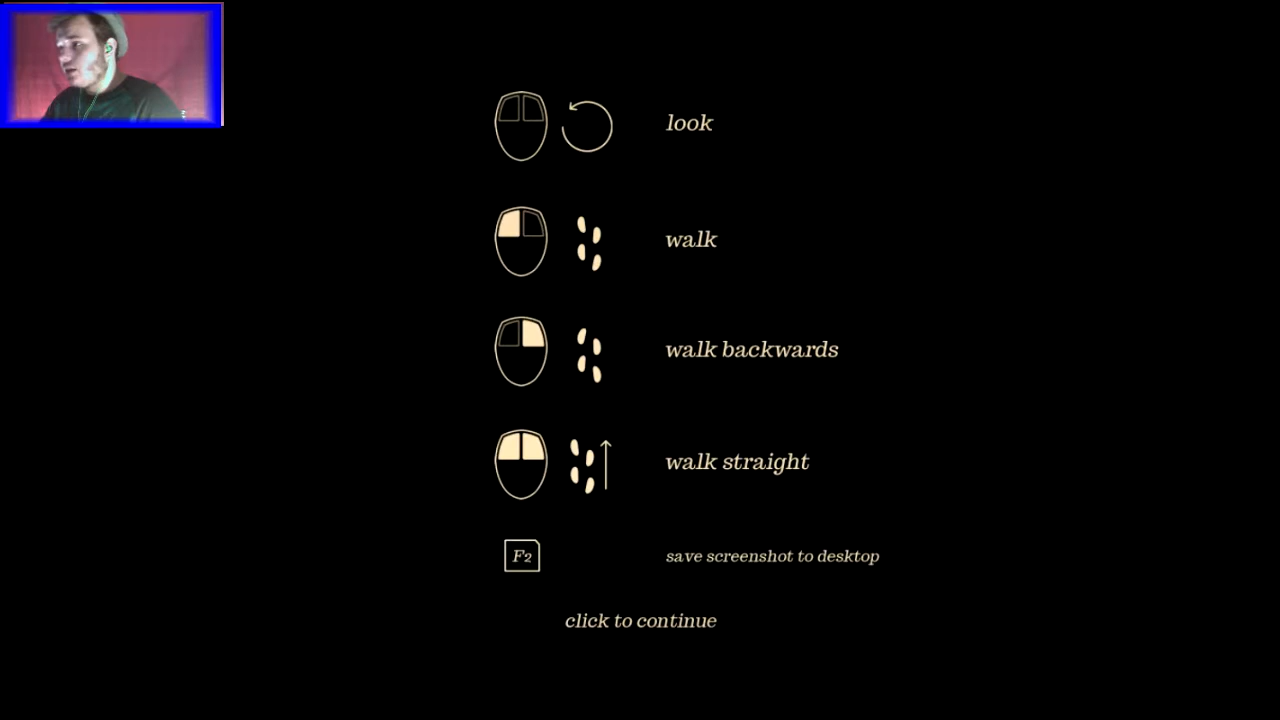 look
walk
walk backwards
walk straight
F2
save screenshot to desktop
click to continue